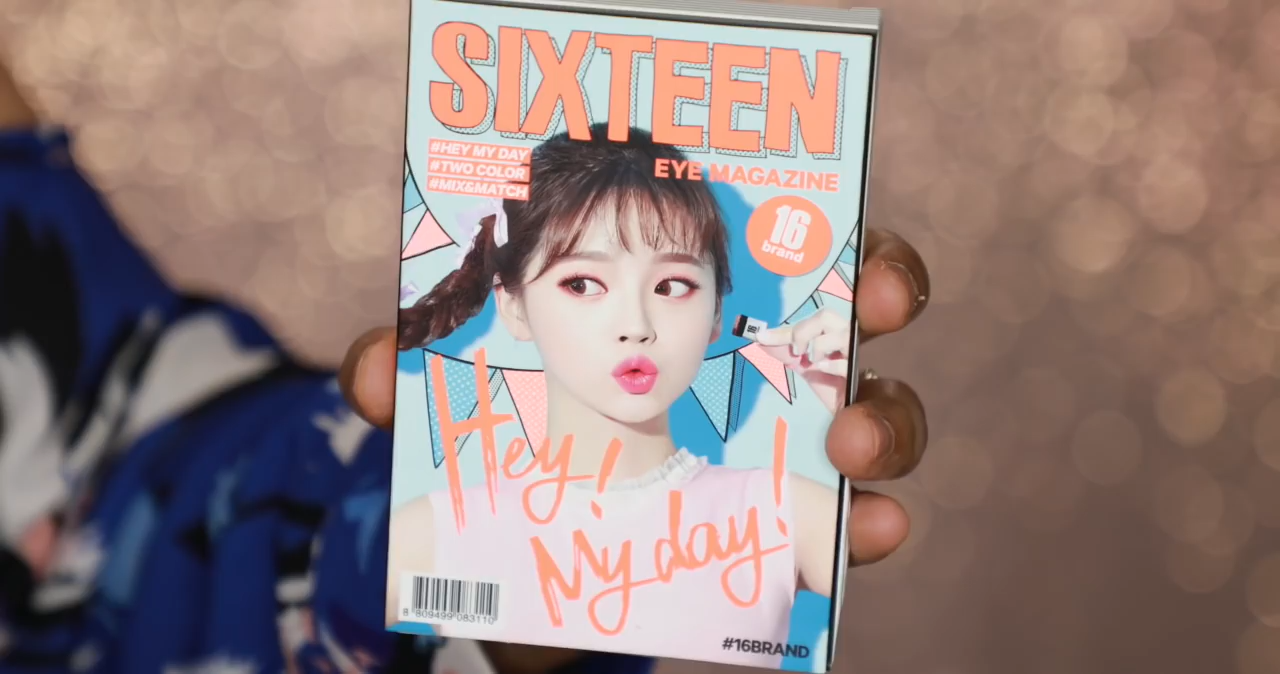 SIXTEEN
#HEY MY DAY
#TWO COLOR
#MIX&MATCH
EYE MAGAZINE
16
brand
Hey!
My day!
8 809499 083110
#16BRAND